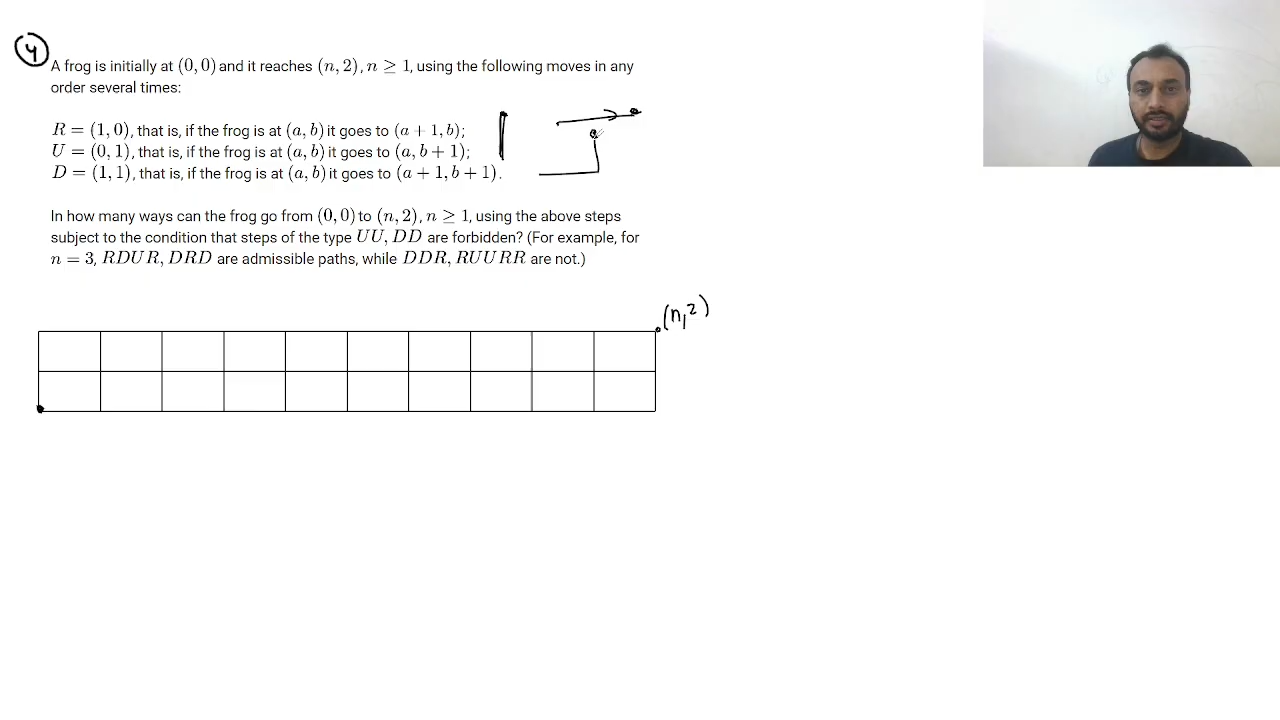 4
A frog is initially at (0, 0) and it reaches (n, 2), n ≥ 1, using the following moves in any
order several times:
R = (1, 0), that is, if the frog is at (a, b) it goes to (a + 1, b);
U = (0, 1), that is, if the frog is at (a, b) it goes to (a, b + 1);
D = (1, 1), that is, if the frog is at (a, b) it goes to (a + 1, b + 1).
In how many ways can the frog go from (0, 0) to (n, 2), n ≥ 1, using the above steps
subject to the condition that steps of the type UU, DD are forbidden? (For example, for
n = 3, RDUR, DRD are admissible paths, while DDR, RUURR are not.)
(n, 2)